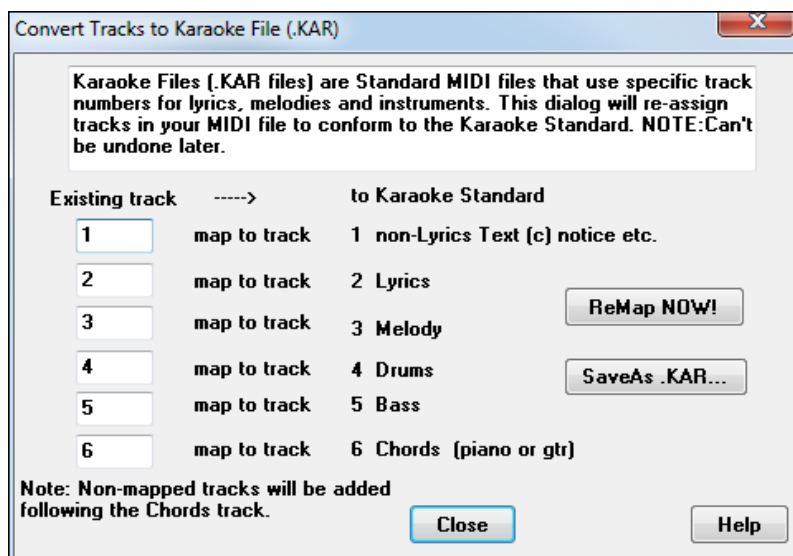 Convert Tracks to Karaoke File (.KAR)
Karaoke Files (.KAR files) are Standard MIDI files that use specific track
numbers for lyrics, melodies and instruments. This dialog will re-assign
tracks in your MIDI file to conform to the Karaoke Standard. NOTE:Can't
be undone later.
Existing track -----> to Karaoke Standard
1 map to track 1 non-Lyrics Text (c) notice etc.
2 map to track 2 Lyrics
ReMap NOW!
3 map to track 3 Melody
4 map to track 4 Drums
SaveAs .KAR...
5 map to track 5 Bass
6 map to track 6 Chords (piano or gtr)
Note: Non-mapped tracks will be added
following the Chords track.
Close
Help